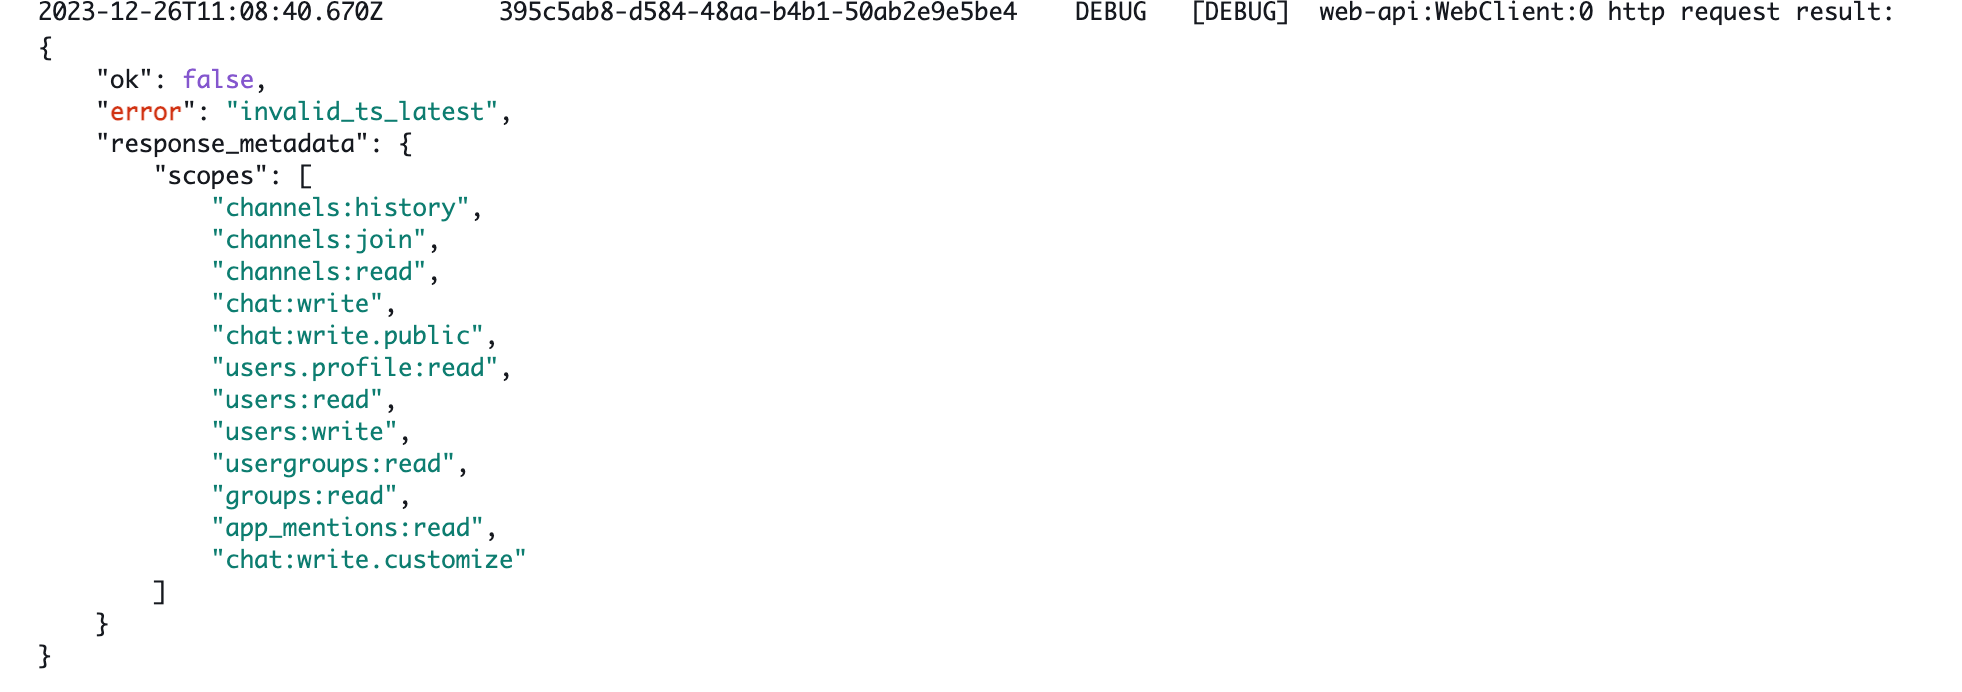 2023-12-26T11:08:40.670Z 395c5ab8-d584-48aa-b4b1-50ab2e9e5be4 DEBUG [DEBUG] web-api:WebClient:0 http request result:
{
    "ok": false,
    "error": "invalid_ts_latest",
    "response_metadata": {
        "scopes": [
            "channels:history",
            "channels:join",
            "channels:read",
            "chat:write",
            "chat:write.public",
            "users.profile:read",
            "users:read",
            "users:write",
            "usergroups:read",
            "groups:read",
            "app_mentions:read",
            "chat:write.customize"
        ]
    }
}